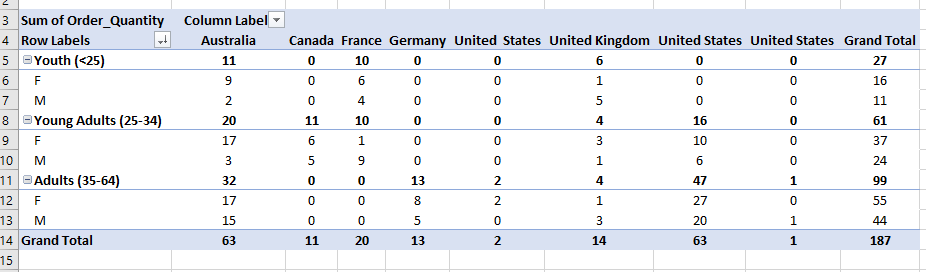 2
3 Sum of Order_Quantity Column Label
4 Row Labels Australia Canada France Germany United  States United Kingdom United States United States Grand Total
5 Youth (<25) 11 0 10 0 0 6 0 0 27
6 F 9 0 6 0 0 1 0 0 16
7 M 2 0 4 0 0 5 0 0 11
8 Young Adults (25-34) 20 11 10 0 0 4 16 0 61
9 F 17 6 1 0 0 3 10 0 37
10 M 3 5 9 0 0 1 6 0 24
11 Adults (35-64) 32 0 0 13 2 4 47 1 99
12 F 17 0 0 8 2 1 27 0 55
13 M 15 0 0 5 0 3 20 1 44
14 Grand Total 63 11 20 13 2 14 63 1 187
15